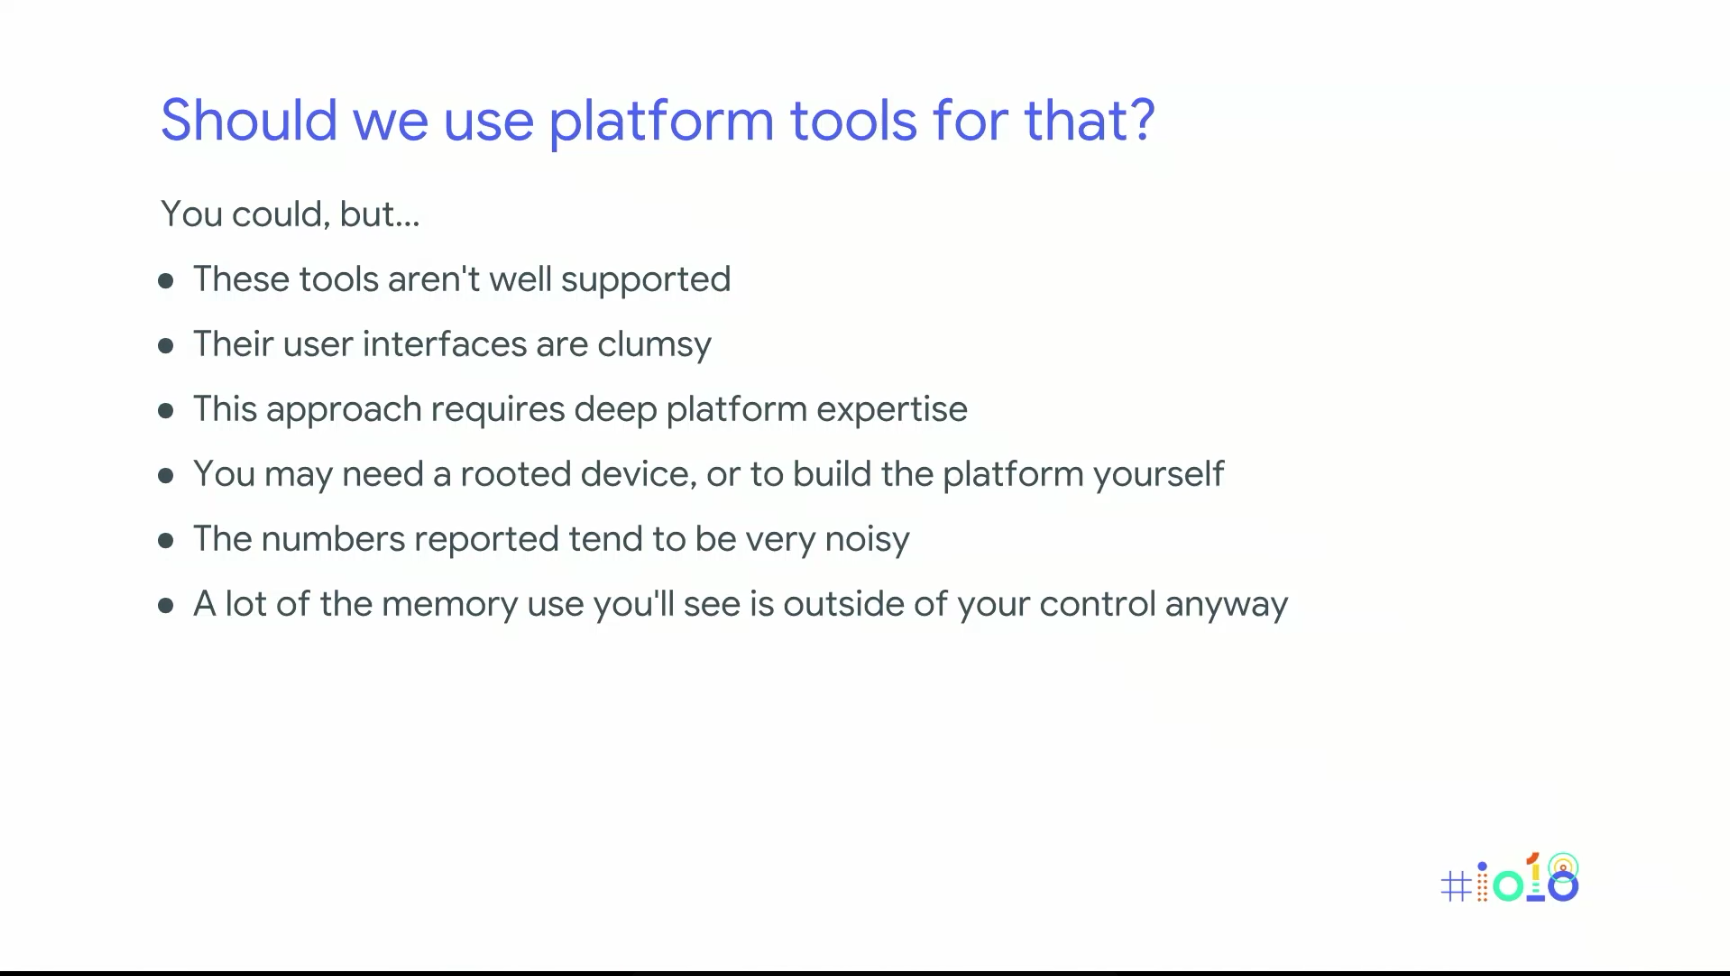 Should we use platform tools for that?
You could, but...
● These tools aren't well supported
● Their user interfaces are clumsy
● This approach requires deep platform expertise
● You may need a rooted device, or to build the platform yourself
● The numbers reported tend to be very noisy
● A lot of the memory use you'll see is outside of your control anyway
#io18